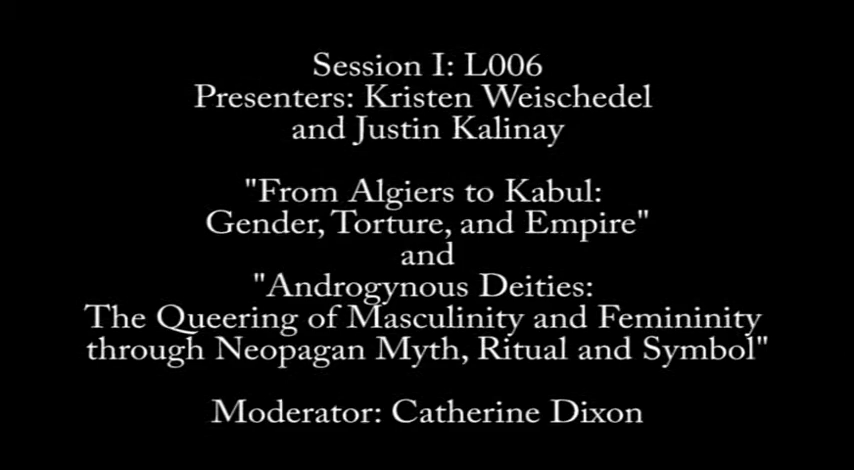 Session I: L006
Presenters: Kristen Weischedel
and Justin Kalinay
"From Algiers to Kabul:
Gender, Torture, and Empire"
and
"Androgynous Deities:
The Queering of Masculinity and Femininity
through Neopagan Myth, Ritual and Symbol"
Moderator: Catherine Dixon